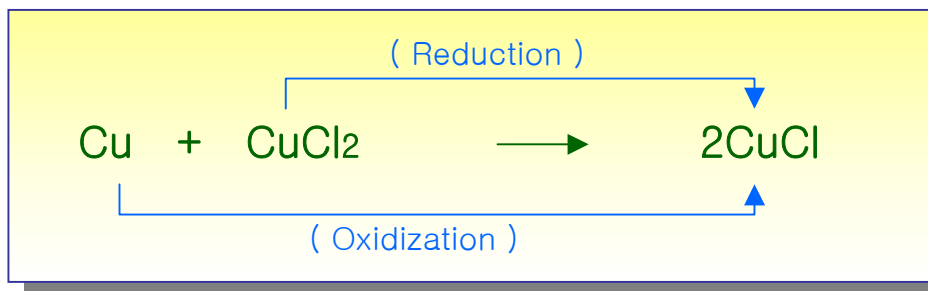 ( Reduction )
Cu + CuCl2 → 2CuCl
( Oxidization )